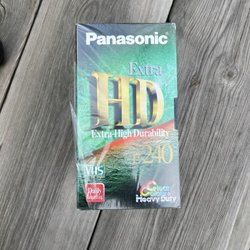 Panasonic
Extra
HD
Extra High Durability
240
VHS
Heavy Duty